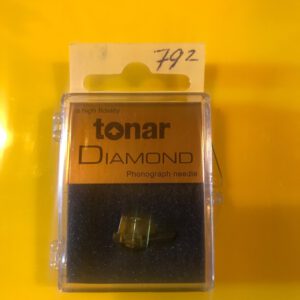 792
a high fidelity
tonar
DIAMOND
Phonograph-needle